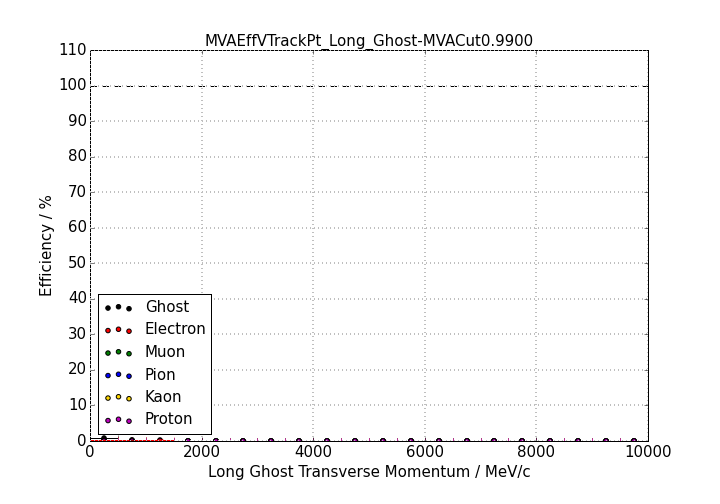 MVAEffVTrackPt_Long_Ghost-MVACut0.9900
110
100
90
80
70
60
50
40
30
20
10
0
Efficiency / %
Ghost
Electron
Muon
Pion
Kaon
Proton
0 2000 4000 6000 8000 10000
Long Ghost Transverse Momentum / MeV/c